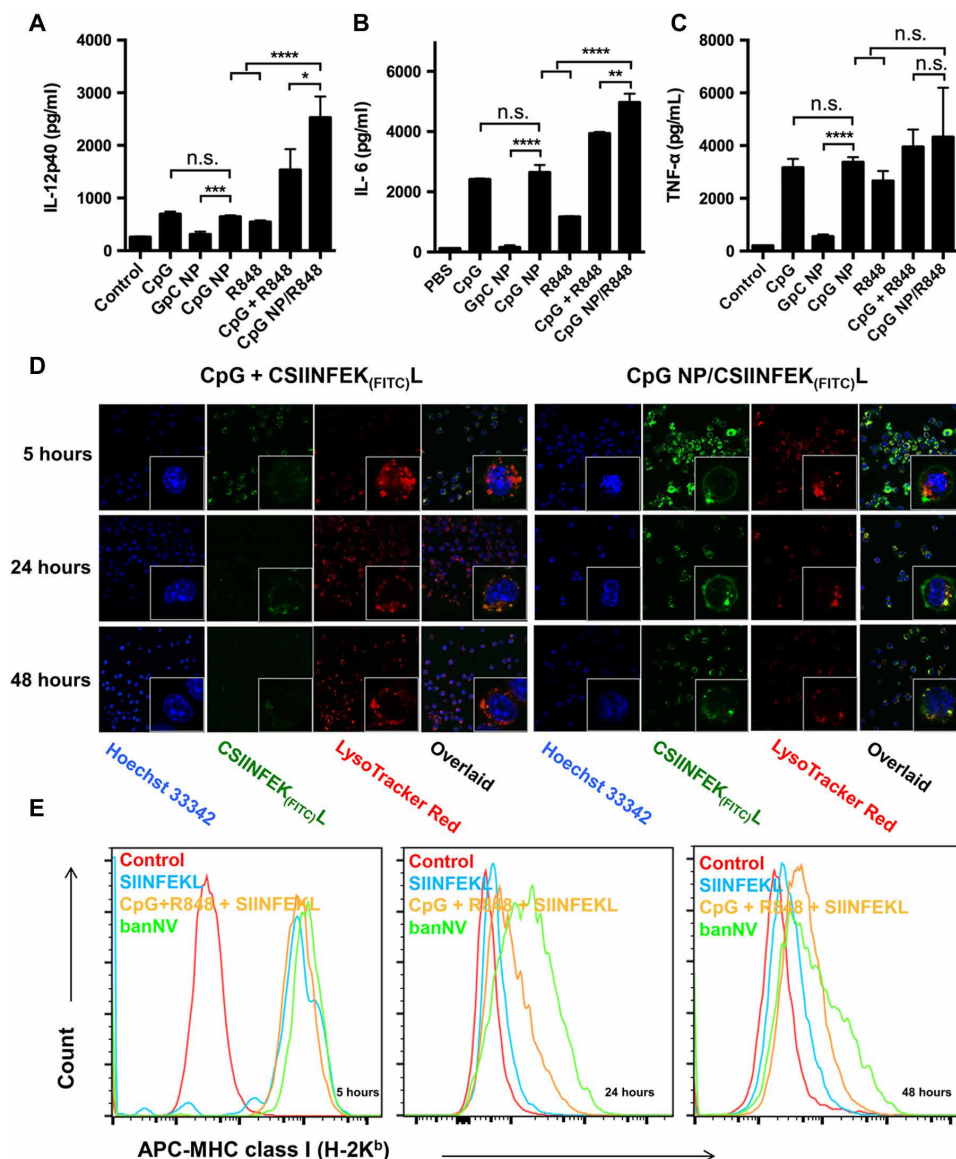 A
B
C
IL-12p40 (pg/ml)
4000
3000
2000
1000
0
****
*
n.s.
***
Control
CpG
GpC NP
CpG NP
R848
CpG + R848
CpG NP/R848
IL- 6 (pg/ml)
6000
4000
2000
0
****
**
n.s.
****
PBS
CpG
GpC NP
CpG NP
R848
CpG + R848
CpG NP/R848
TNF-α (pg/mL)
8000
6000
4000
2000
0
n.s.
n.s.
n.s.
****
Control
CpG
GpC NP
CpG NP
R848
CpG + R848
CpG NP/R848
D
CpG + CSIINFEK(FITC)L
CpG NP/CSIINFEK(FITC)L
5 hours
24 hours
48 hours
Hoechst 33342
CSIINFEK(FITC)L
LysoTracker Red
Overlaid
Hoechst 33342
CSIINFEK(FITC)L
LysoTracker Red
Overlaid
E
Count
Control
SIINFEKL
CpG+R848 + SIINFEKL
banNV
5 hours
Control
SIINFEKL
CpG + R848 + SIINFEKL
banNV
24 hours
Control
SIINFEKL
CpG + R848 + SIINFEKL
banNV
48 hours
APC-MHC class I (H-2Kᵇ)